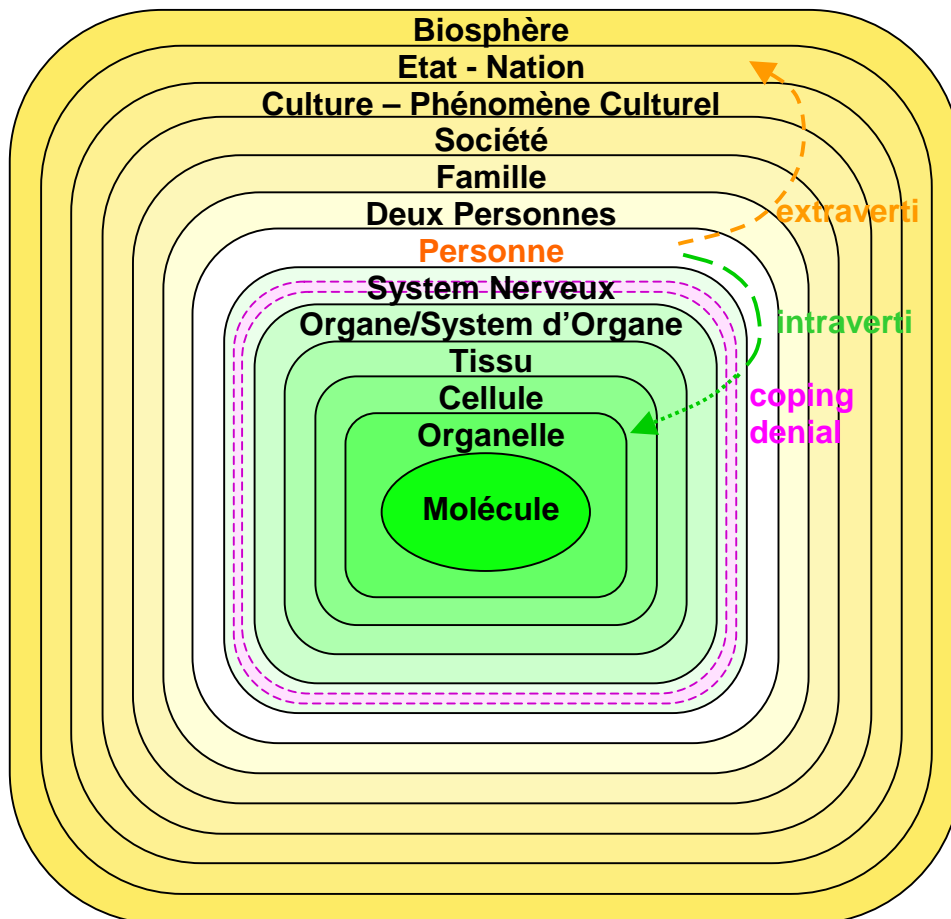 Biosphère
Etat - Nation
Culture – Phénomène Culturel
Société
Famille
Deux Personnes
extraverti
Personne
System Nerveux
Organe/System d'Organe
intraverti
Tissu
Cellule
coping
denial
Organelle
Molécule